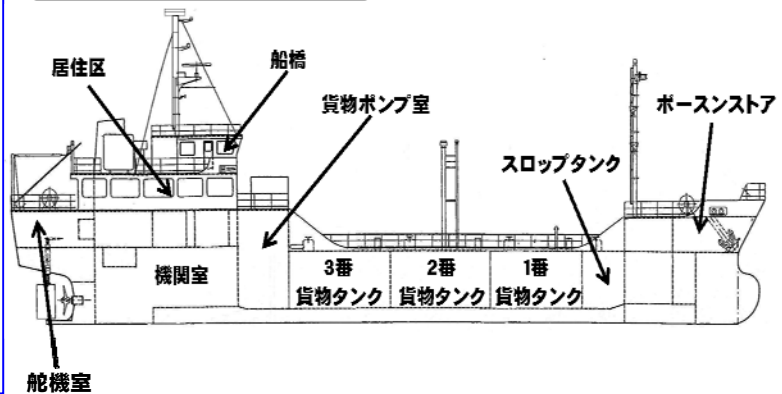 船橋
居住区
貨物ポンプ室
ボースンストア
スロップタンク
機関室
3番
貨物タンク
2番
貨物タンク
1番
貨物タンク
舵機室